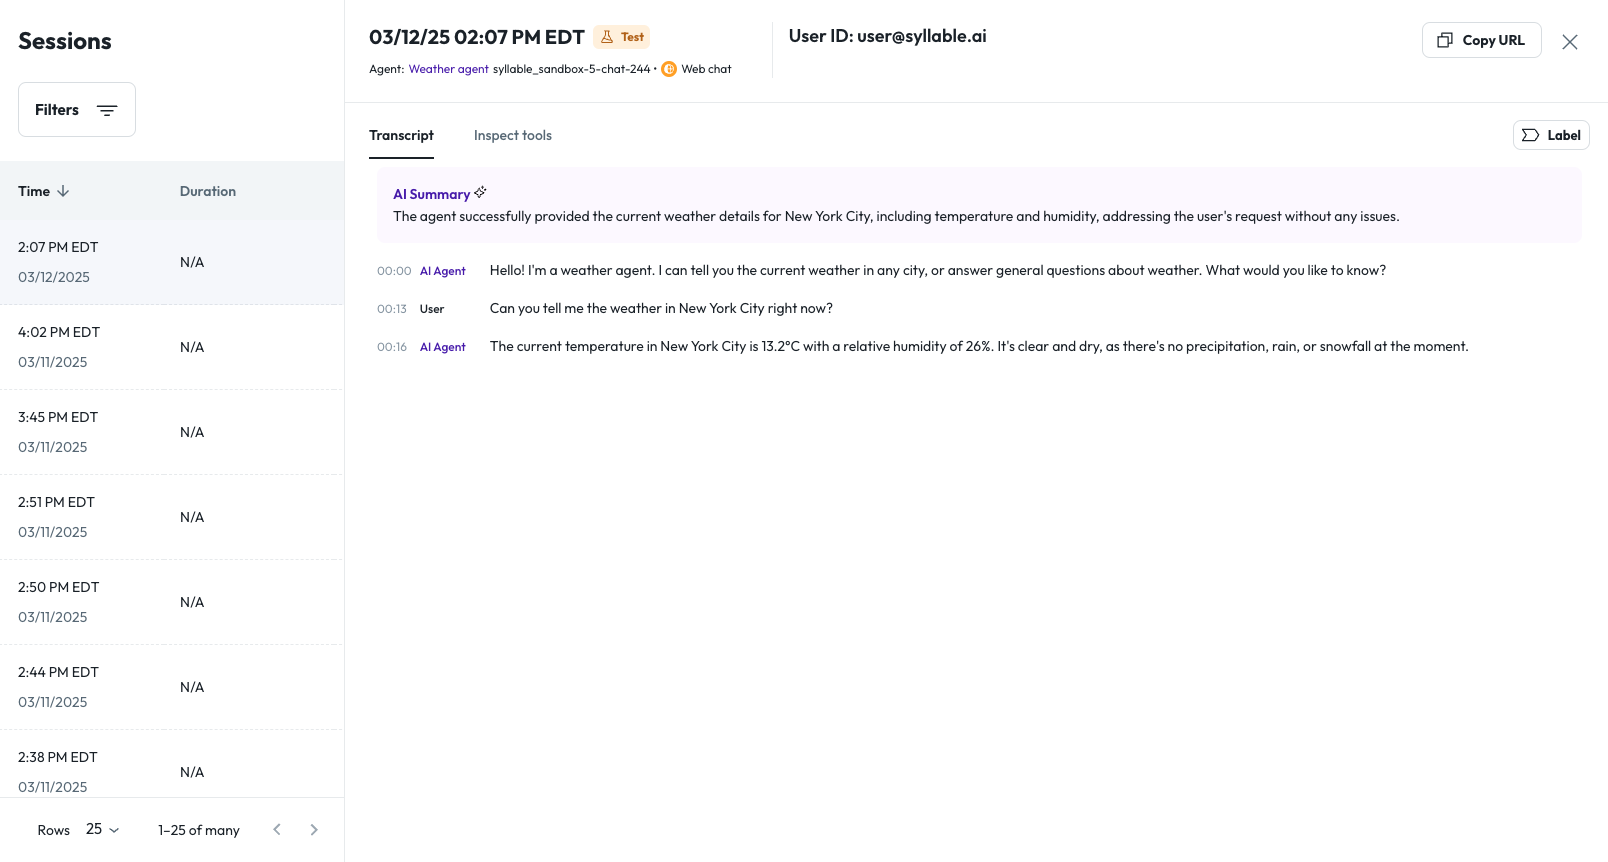 Sessions
Filters
Time
Duration
2:07 PM EDT
03/12/2025
N/A
4:02 PM EDT
03/11/2025
N/A
3:45 PM EDT
03/11/2025
N/A
2:51 PM EDT
03/11/2025
N/A
2:50 PM EDT
03/11/2025
N/A
2:44 PM EDT
03/11/2025
N/A
2:38 PM EDT
03/11/2025
N/A
Rows 25 1–25 of many
03/12/25 02:07 PM EDT Test
Agent: Weather agent syllable_sandbox-5-chat-244 • Web chat
User ID: user@syllable.ai
Copy URL
Transcript
Inspect tools
Label
AI Summary
The agent successfully provided the current weather details for New York City, including temperature and humidity, addressing the user's request without any issues.
00:00 AI Agent Hello! I'm a weather agent. I can tell you the current weather in any city, or answer general questions about weather. What would you like to know?
00:13 User Can you tell me the weather in New York City right now?
00:16 AI Agent The current temperature in New York City is 13.2°C with a relative humidity of 26%. It's clear and dry, as there's no precipitation, rain, or snowfall at the moment.